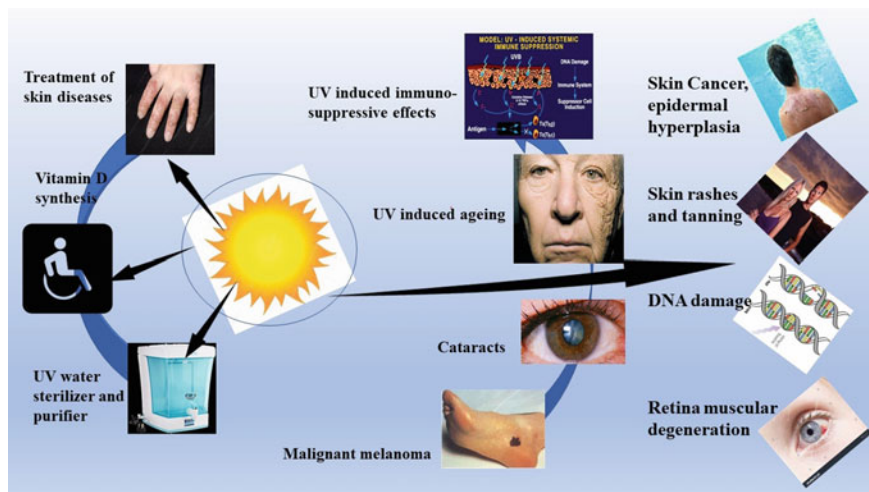 Treatment of
skin diseases
Vitamin D
synthesis
UV water
sterilizer and
purifier
UV induced immuno-
suppressive effects
MODEL: UV - INDUCED SYSTEMIC
IMMUNE SUPPRESSION
UVB
DNA Damage
Immune System
Suppressor Cell
Induction
Antigen
UV induced ageing
Cataracts
Malignant melanoma
Skin Cancer,
epidermal
hyperplasia
Skin rashes
and tanning
DNA damage
Retina muscular
degeneration